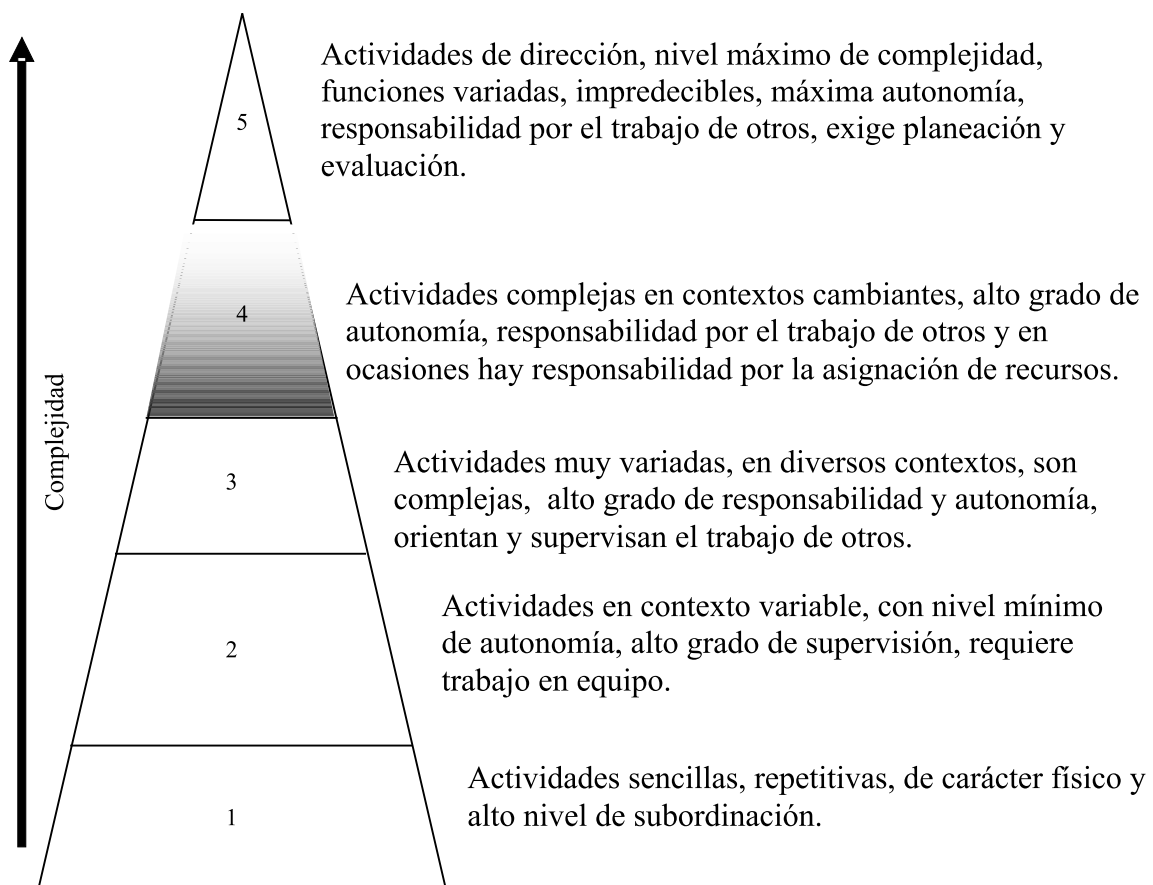 Actividades de dirección, nivel máximo de complejidad,
funciones variadas, impredecibles, máxima autonomía,
responsabilidad por el trabajo de otros, exige planeación y
evaluación.
5
Actividades complejas en contextos cambiantes, alto grado de
autonomía, responsabilidad por el trabajo de otros y en
ocasiones hay responsabilidad por la asignación de recursos.
4
Complejidad
Actividades muy variadas, en diversos contextos, son
complejas,  alto grado de responsabilidad y autonomía,
orientan y supervisan el trabajo de otros.
3
Actividades en contexto variable, con nivel mínimo
de autonomía, alto grado de supervisión, requiere
trabajo en equipo.
2
Actividades sencillas, repetitivas, de carácter físico y
alto nivel de subordinación.
1